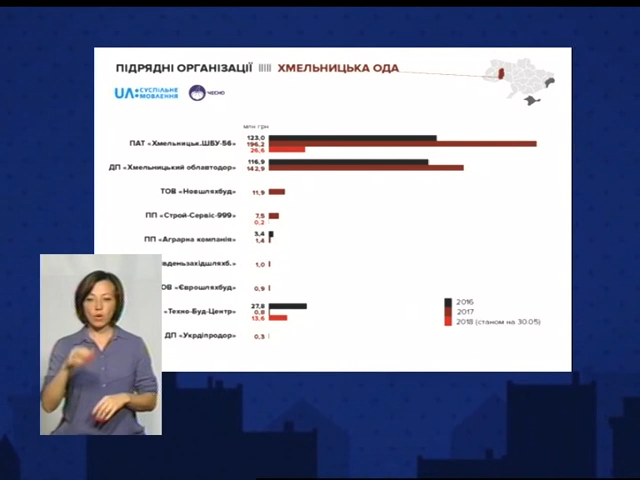 ПІДРЯДНІ ОРГАНІЗАЦІЇ ХМЕЛЬНИЦЬКА ОДА
UA: СУСПІЛЬНЕ МОВЛЕННЯ ЧЕСНО
млн грн
ПАТ «Хмельницьк.ШБУ-56» 123,0
196,2
26,6
ДП «Хмельницький облавтодор» 116,9
142,9
ТОВ «Новшляхбуд» 11,9
ПП «Строй-Сервіс-999» 7,5
0,2
ПП «Аграрна компанія» 3,4
1,4
1,0
ОВ «Єврошляхбуд» 0,9
«Техно-Буд-Центр» 27,8
0,8
13,6
ДП «Укрдіпродор» 0,3
2016
2017
2018 (станом на 30.05)